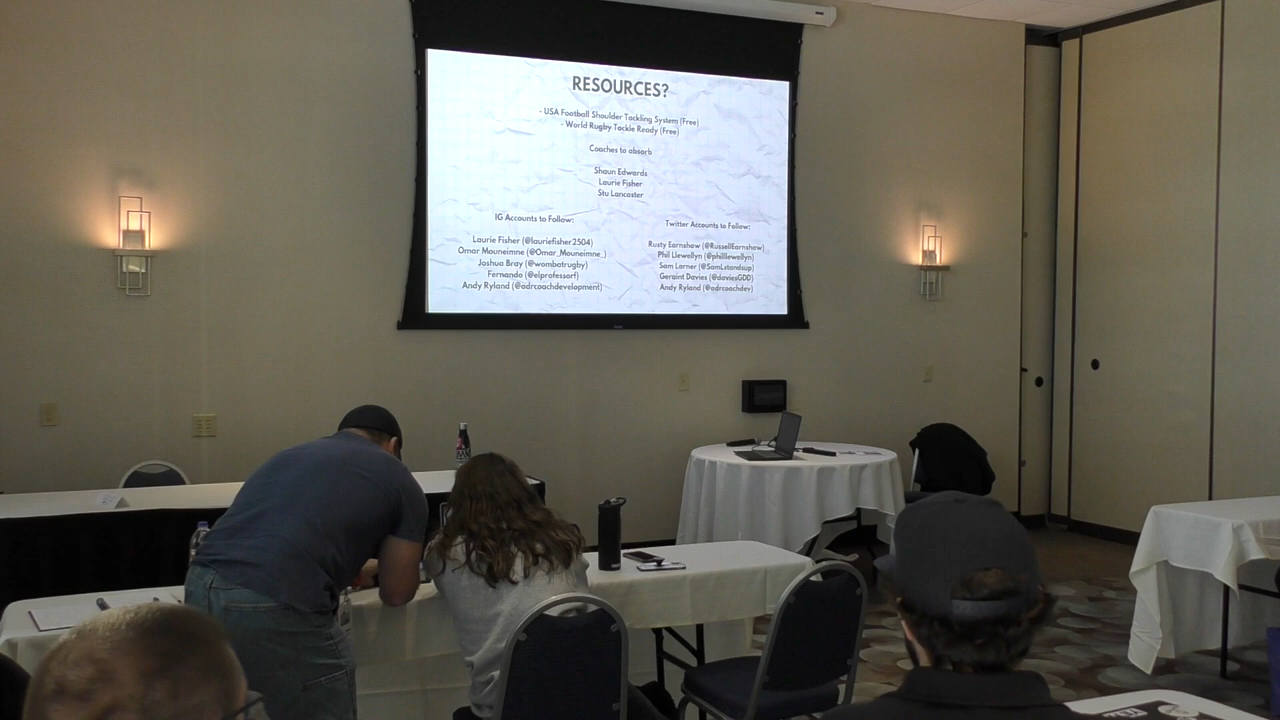 RESOURCES?
- USA Football Shoulder Tackling System (Free)
- World Rugby Tackle Ready (Free)
Coaches to absorb
Shaun Edwards
Laurie Fisher
Stu Lancaster
IG Accounts to Follow:
Laurie Fisher (@lauriefisher2504)
Omar Mouneimne (@Omar_Mouneimne_)
Joshua Bray (@wombatrugby)
Fernando (@elprofessorf)
Andy Ryland (@adrcoachdevelopment)
Twitter Accounts to Follow:
Rusty Earnshaw (@RussellEarnshaw)
Phil Llewellyn (@philllewellyn)
Sam Larner (@SamLstandsup)
Geraint Davies (@daviesGDD)
Andy Ryland (@adrcoachdev)